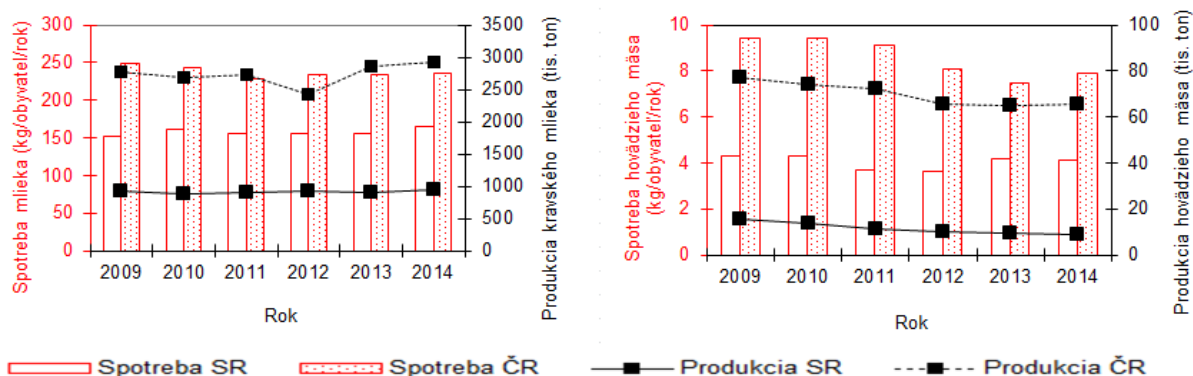 Spotreba mlieka (kg/obyvatel/rok)
300
250
200
150
100
50
0
3500
3000
2500
2000
1500
1000
500
0
Produkcia kravského mlieka (tis. ton)
2009 2010 2011 2012 2013 2014
Rok
Spotreba hovädzieho mäsa
(kg/obyvateľ/rok)
10
8
6
4
2
0
100
80
60
40
20
0
Produkcia hovädzieho mäsa (tis. ton)
2009 2010 2011 2012 2013 2014
Rok
Spotreba SR Spotreba ČR Produkcia SR Produkcia ČR